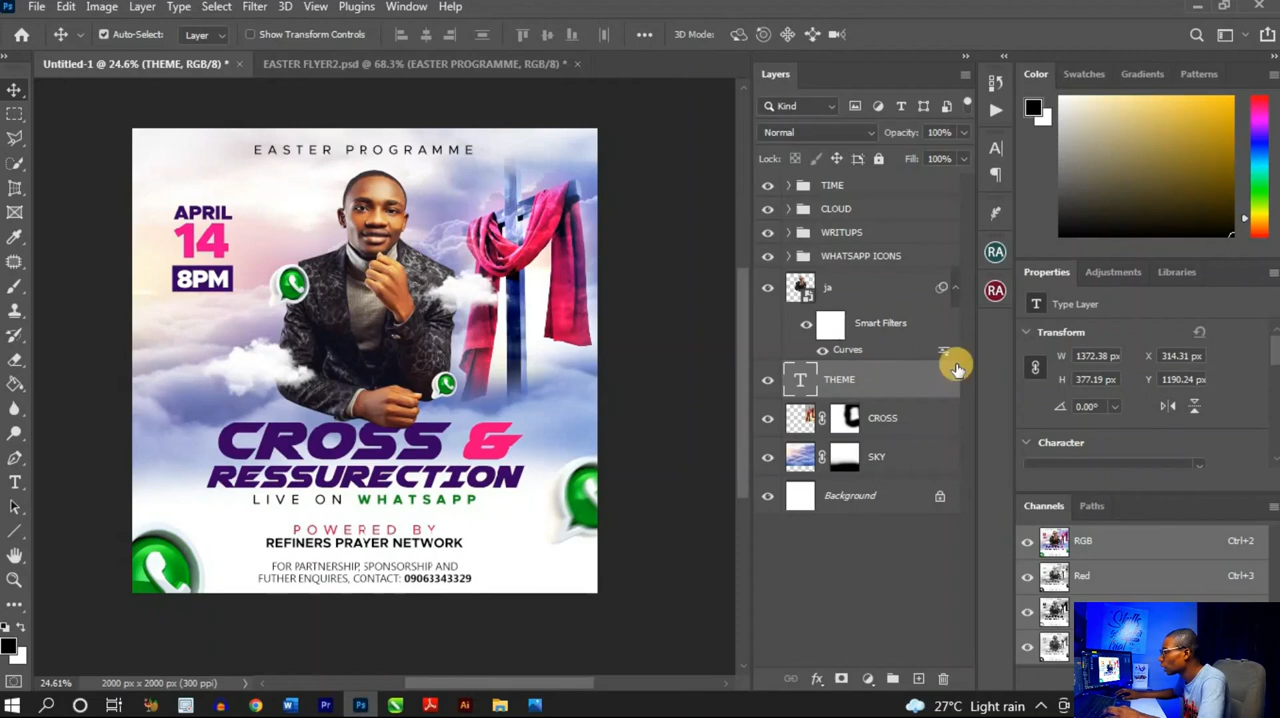 Ps File Edit Image Layer Type Select Filter 3D View Plugins Window Help
Auto-Select: Layer Show Transform Controls 3D Mode:
Untitled-1 @ 24.6% (THEME, RGB/8) *
EASTER FLYER2.psd @ 68.3% (EASTER PROGRAMME, RGB/8) *
EASTER PROGRAMME
APRIL
14
8PM
CROSS &
RESSURECTION
LIVE ON WHATSAPP
POWERED BY
REFINERS PRAYER NETWORK
FOR PARTNERSHIP, SPONSORSHIP AND
FUTHER ENQUIRES, CONTACT: 09063343329
Layers
Kind
Normal Opacity: 100%
Lock: Fill: 100%
TIME
CLOUD
WRITUPS
WHATSAPP ICONS
ja
Smart Filters
Curves
T THEME
CROSS
SKY
Background
A
RA
RA
Color Swatches Gradients Patterns
Properties Adjustments Libraries
T Type Layer
Transform
W 1372.38 px X 314.31 px
H 377.19 px Y 1190.24 px
0.00°
Character
Channels Paths
RGB Ctrl+2
Red Ctrl+3
24.61% 2000 px x 2000 px (300 ppi)
27°C Light rain